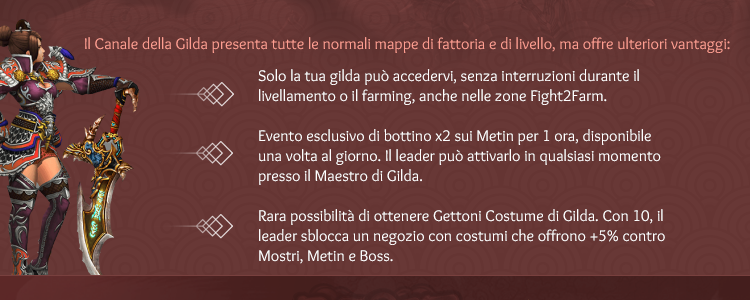 Il Canale della Gilda presenta tutte le normali mappe di fattoria e di livello, ma offre ulteriori vantaggi:
Solo la tua gilda può accedervi, senza interruzioni durante il
livellamento o il farming, anche nelle zone Fight2Farm.
Evento esclusivo di bottino x2 sui Metin per 1 ora, disponibile
una volta al giorno. Il leader può attivarlo in qualsiasi momento
presso il Maestro di Gilda.
Rara possibilità di ottenere Gettoni Costume di Gilda. Con 10, il
leader sblocca un negozio con costumi che offrono +5% contro
Mostri, Metin e Boss.